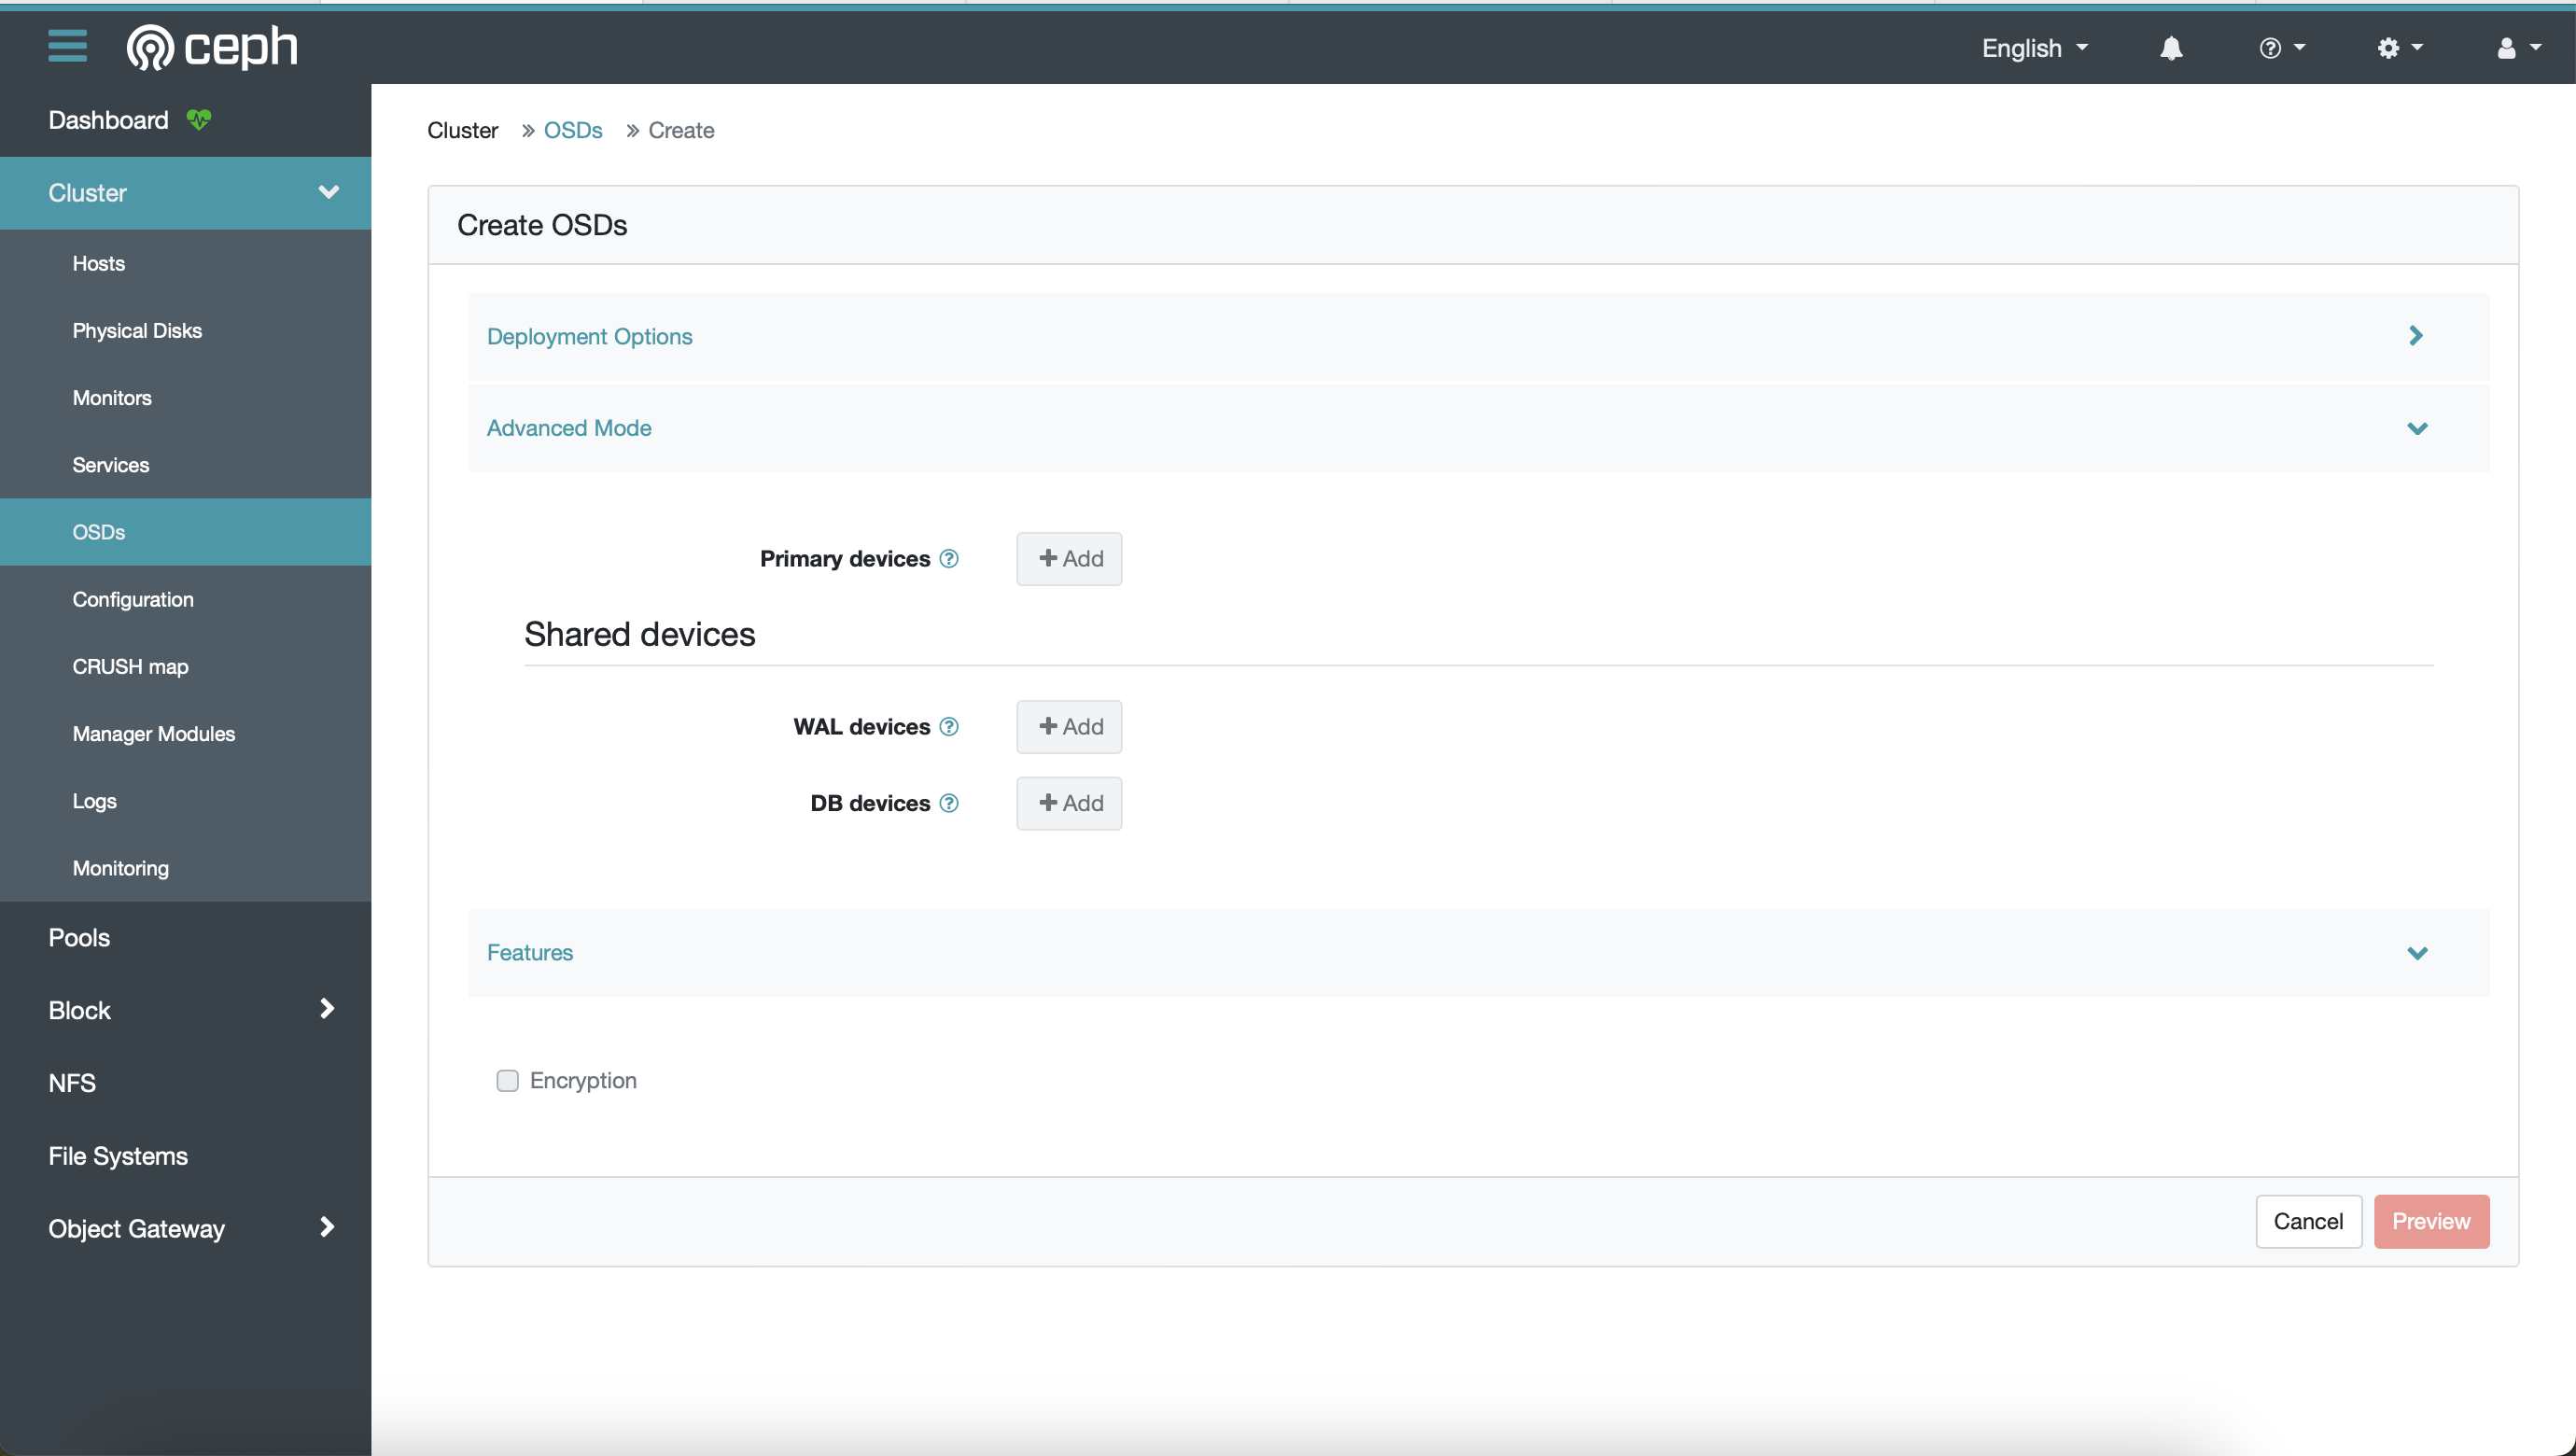 ceph
English
Dashboard
Cluster
Hosts
Physical Disks
Monitors
Services
OSDs
Configuration
CRUSH map
Manager Modules
Logs
Monitoring
Pools
Block
NFS
File Systems
Object Gateway
Cluster » OSDs » Create
Create OSDs
Deployment Options
Advanced Mode
Primary devices ? + Add
Shared devices
WAL devices ? + Add
DB devices ? + Add
Features
Encryption
Cancel Preview